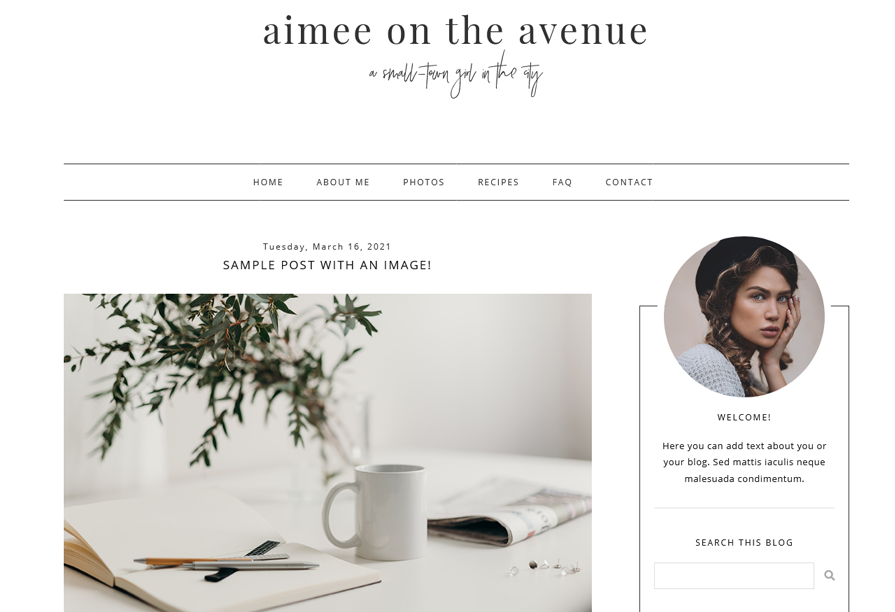 aimee on the avenue
a small-town girl in the city
HOME ABOUT ME PHOTOS RECIPES FAQ CONTACT
Tuesday, March 16, 2021
SAMPLE POST WITH AN IMAGE!
WELCOME!
Here you can add text about you or
your blog. Sed mattis iaculis neque
malesuada condimentum.
SEARCH THIS BLOG